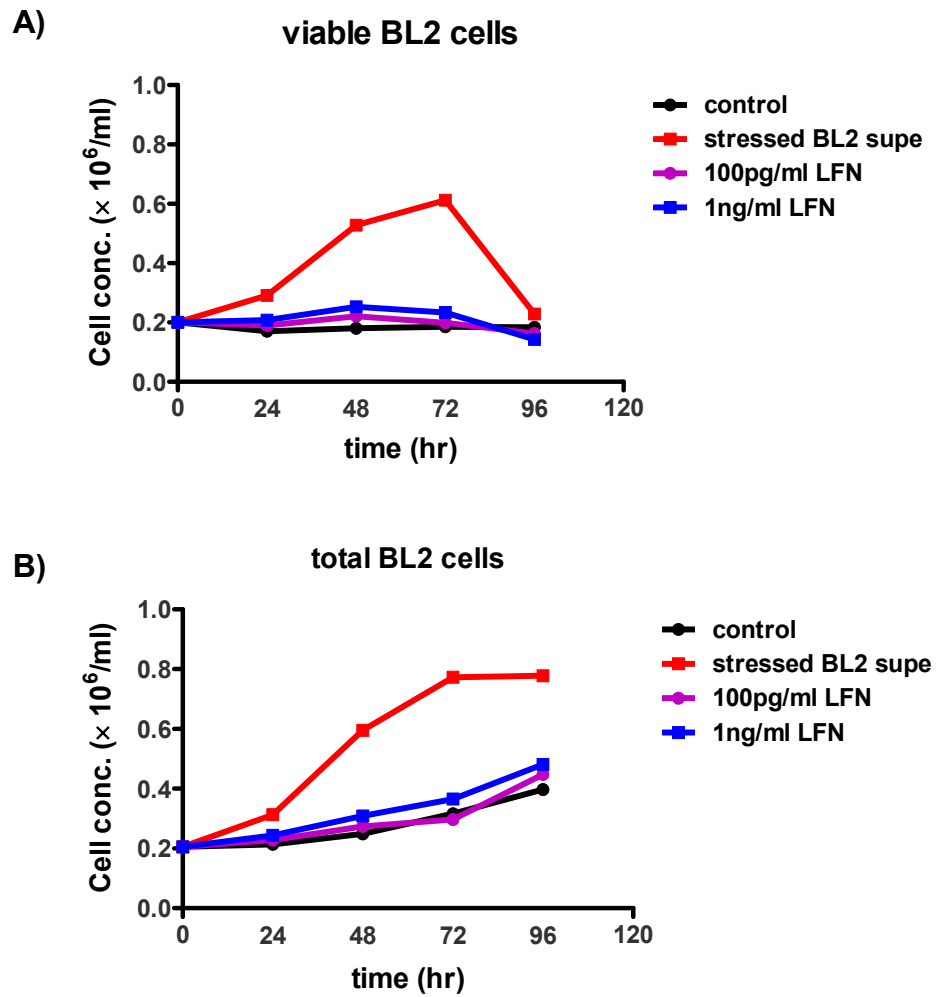 A)
viable BL2 cells
Cell conc. (× 10⁶/ml)
1.0
0.8
0.6
0.4
0.2
0.0
0 24 48 72 96 120
time (hr)
control
stressed BL2 supe
100pg/ml LFN
1ng/ml LFN
B)
total BL2 cells
Cell conc. (× 10⁶/ml)
1.0
0.8
0.6
0.4
0.2
0.0
0 24 48 72 96 120
time (hr)
control
stressed BL2 supe
100pg/ml LFN
1ng/ml LFN